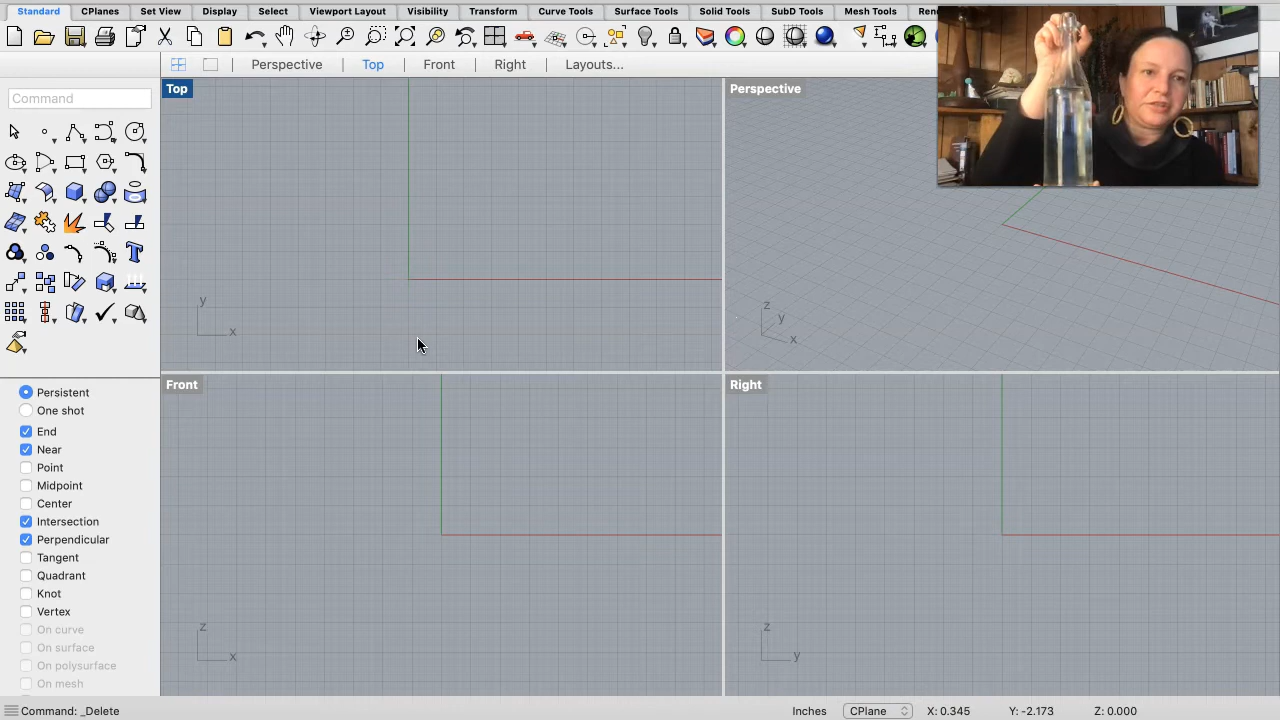 Standard CPlanes Set View Display Select Viewport Layout Visibility Transform Curve Tools Surface Tools Solid Tools SubD Tools Mesh Tools
Perspective Top Front Right Layouts...
Command
Top
Perspective
y
x
z
y
x
Front
Right
z
x
z
y
Persistent
One shot
End
Near
Point
Midpoint
Center
Intersection
Perpendicular
Tangent
Quadrant
Knot
Vertex
On curve
On surface
On polysurface
On mesh
Command: _Delete
Inches CPlane X: 0.345 Y: -2.173 Z: 0.000